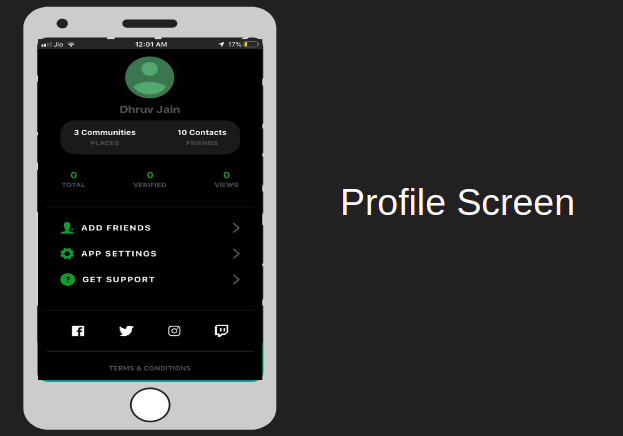 Jio 12:01 AM 17%
Dhruv Jain
3 Communities 10 Contacts
PLACES FRIENDS
0 0 0
TOTAL VERIFIED VIEWS
ADD FRIENDS
APP SETTINGS
? GET SUPPORT
TERMS & CONDITIONS
Profile Screen